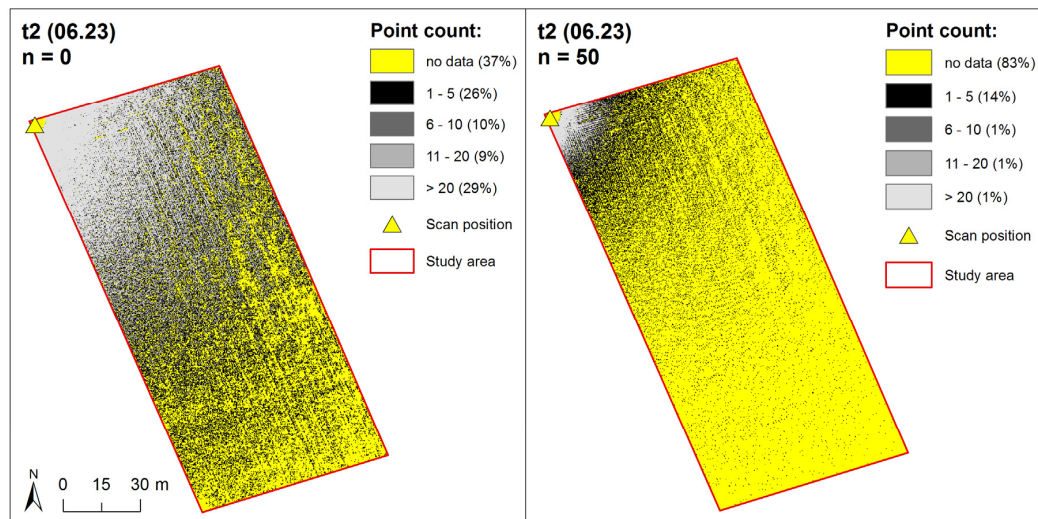 t2 (06.23)
n = 0
Point count:
no data (37%)
1 - 5 (26%)
6 - 10 (10%)
11 - 20 (9%)
> 20 (29%)
Scan position
Study area
N
0 15 30 m
t2 (06.23)
n = 50
Point count:
no data (83%)
1 - 5 (14%)
6 - 10 (1%)
11 - 20 (1%)
> 20 (1%)
Scan position
Study area